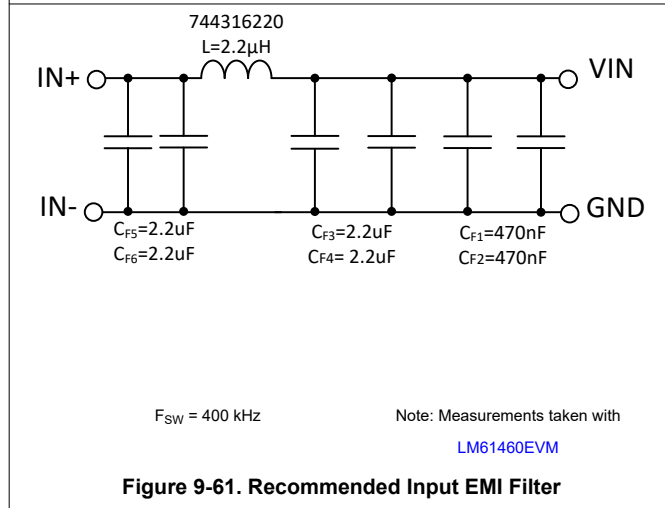 744316220
L=2.2µH
IN+
VIN
IN-
GND
CF5=2.2uF
CF6=2.2uF
CF3=2.2uF
CF4= 2.2uF
CF1=470nF
CF2=470nF
FSW = 400 kHz
Note: Measurements taken with
LM61460EVM
Figure 9-61. Recommended Input EMI Filter